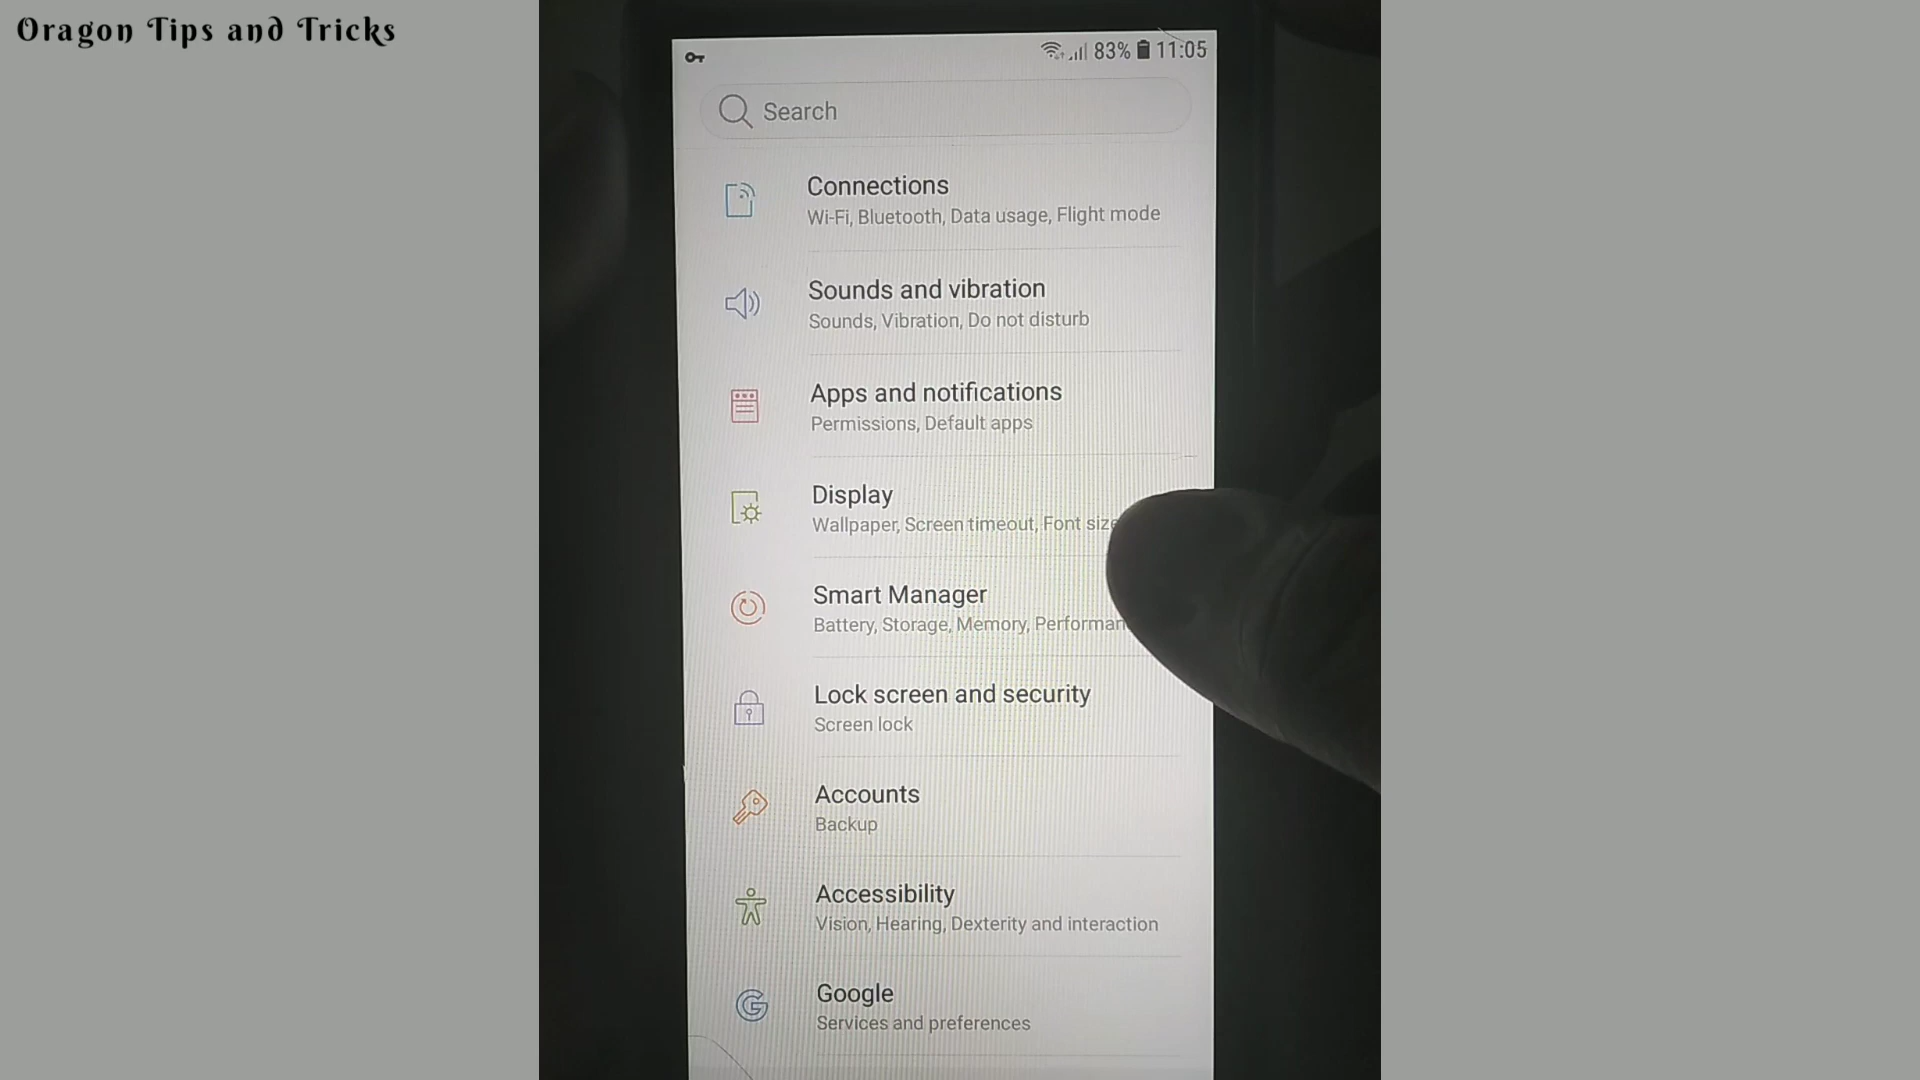 Oragon Tips and Tricks
83% 11:05
Search
Connections
Wi-Fi, Bluetooth, Data usage, Flight mode
Sounds and vibration
Sounds, Vibration, Do not disturb
Apps and notifications
Permissions, Default apps
Display
Wallpaper, Screen timeout, Font size
Smart Manager
Battery, Storage, Memory, Performan
Lock screen and security
Screen lock
Accounts
Backup
Accessibility
Vision, Hearing, Dexterity and interaction
Google
Services and preferences